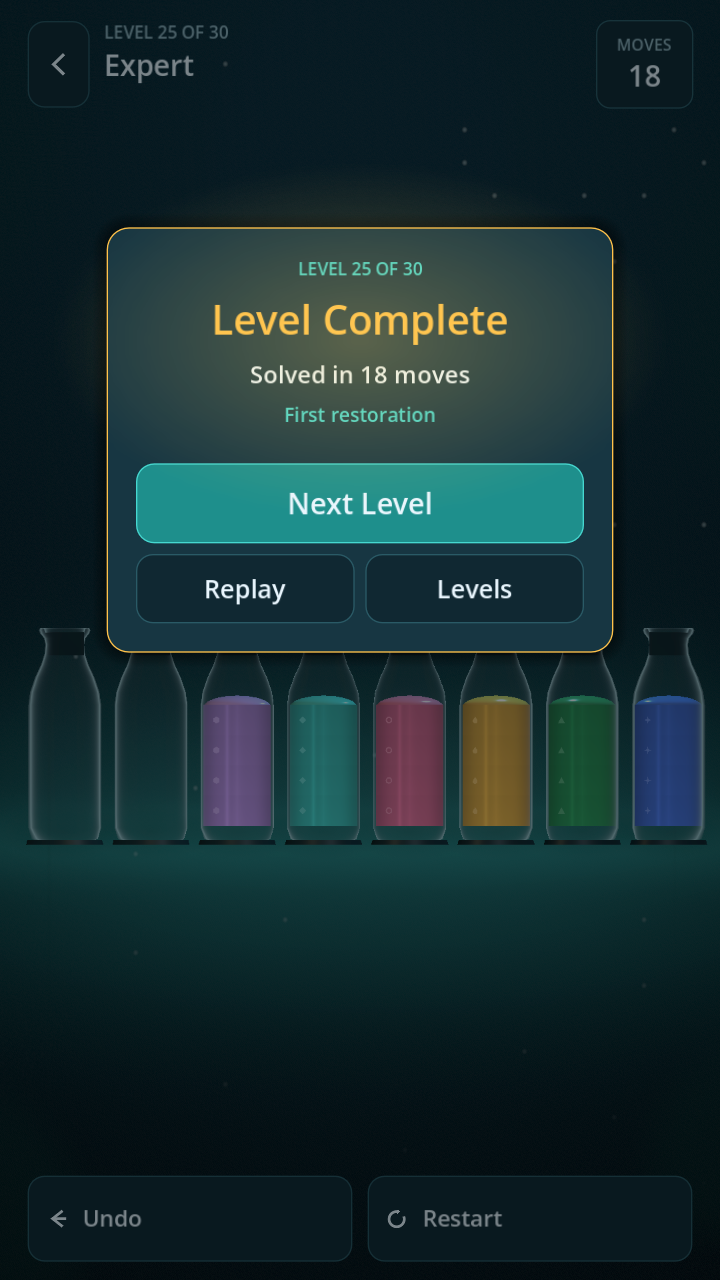 LEVEL 25 OF 30
Expert
MOVES
18
LEVEL 25 OF 30
Level Complete
Solved in 18 moves
First restoration
Next Level
Replay
Levels
Undo
Restart